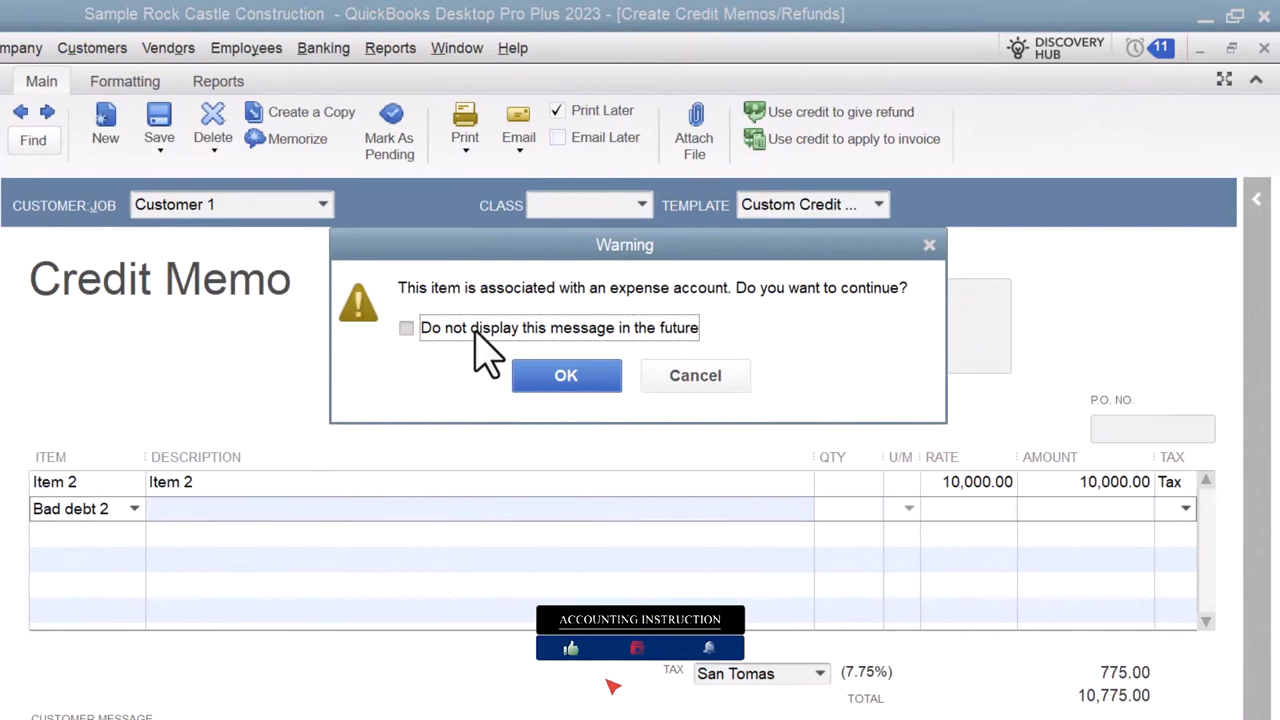 Sample Rock Castle Construction - QuickBooks Desktop Pro Plus 2023 - [Create Credit Memos/Refunds]
mpany Customers Vendors Employees Banking Reports Window Help
DISCOVERY HUB
11
Main Formatting Reports
Find
New
Save
Delete
Create a Copy
Memorize
Mark As Pending
Print
Email
Print Later
Email Later
Attach File
Use credit to give refund
Use credit to apply to invoice
CUSTOMER:JOB Customer 1 CLASS TEMPLATE Custom Credit ...
Warning
Credit Memo
This item is associated with an expense account. Do you want to continue?
Do not display this message in the future
OK Cancel
P.O. NO.
ITEM DESCRIPTION QTY U/M RATE AMOUNT TAX
Item 2 Item 2 10,000.00 10,000.00 Tax
Bad debt 2
ACCOUNTING INSTRUCTION
TAX San Tomas (7.75%) 775.00
TOTAL 10,775.00
CUSTOMER MESSAGE